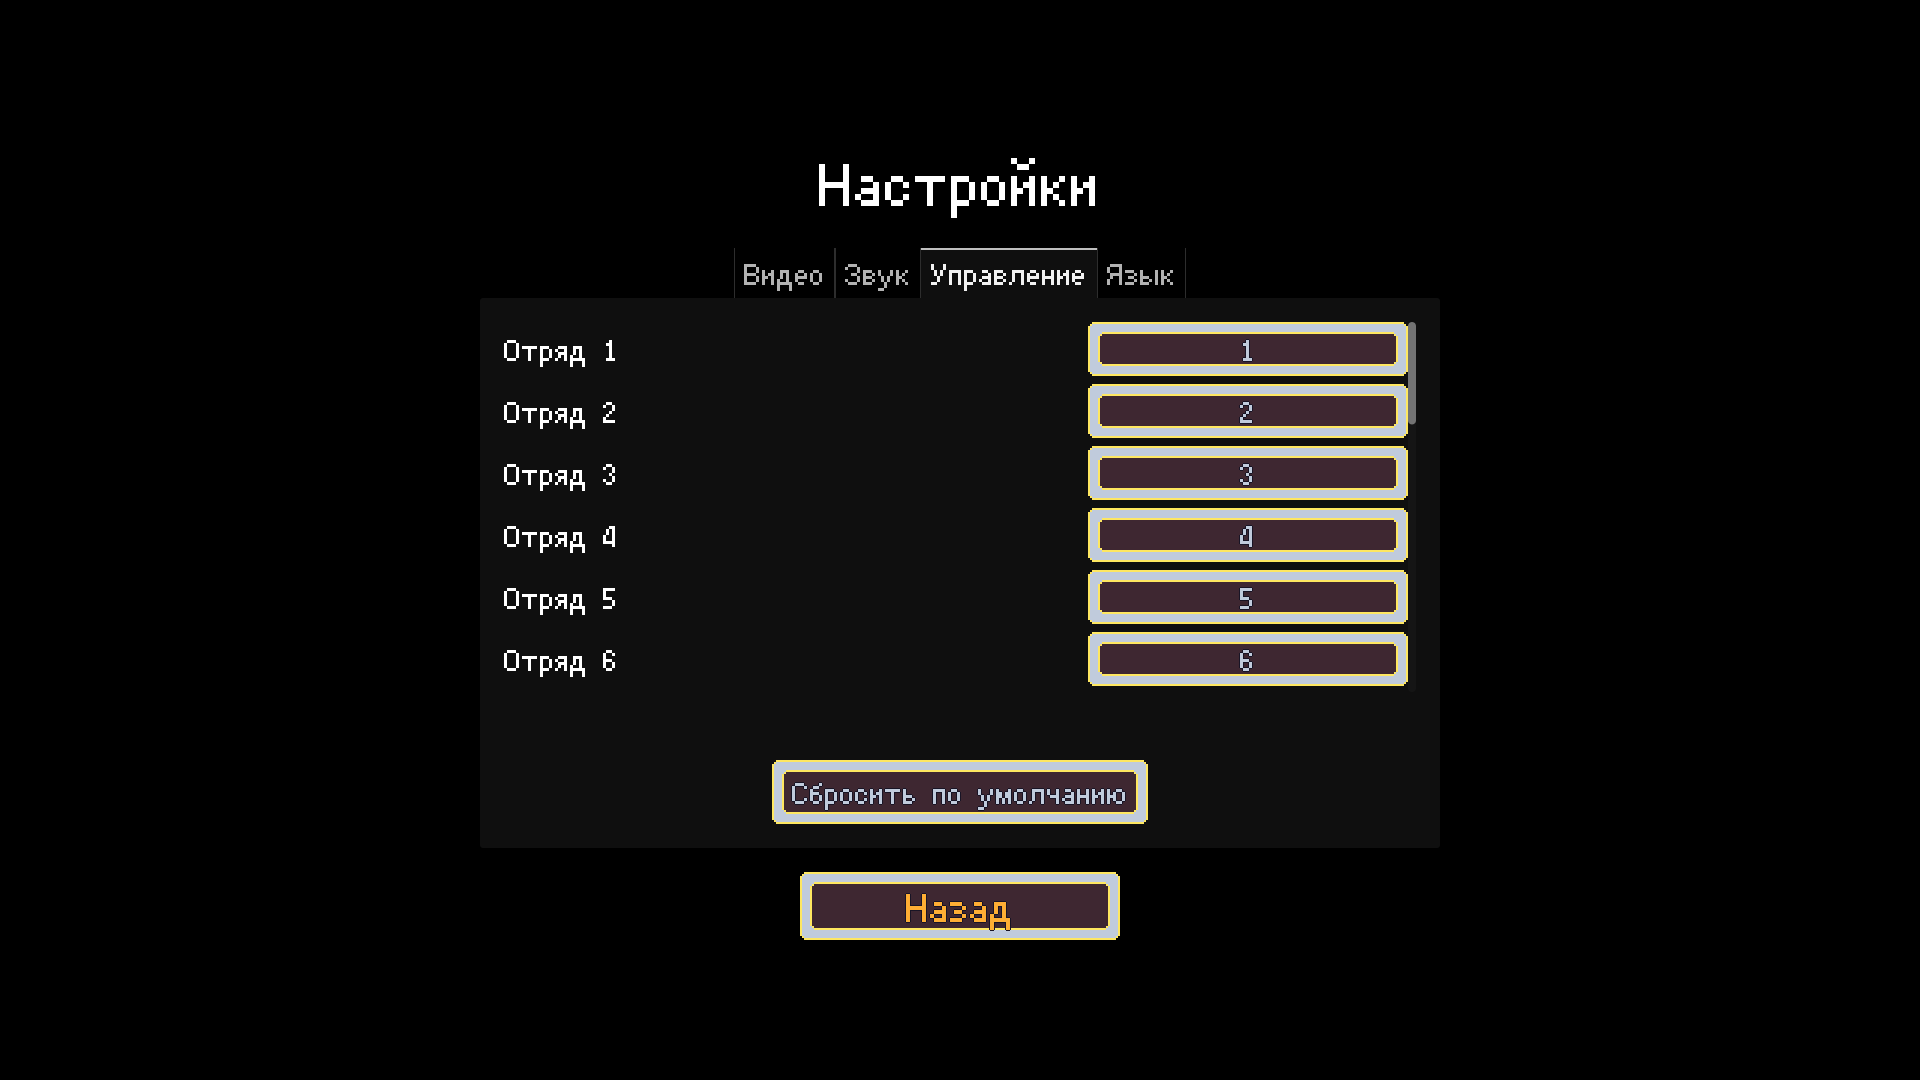 Настройки
Видео Звук Управление Язык
Отряд 1 1
Отряд 2 2
Отряд 3 3
Отряд 4 4
Отряд 5 5
Отряд 6 6
Сбросить по умолчанию
Назад